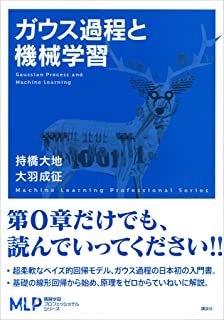 ガウス過程と
機械学習
Gaussian Process and
Machine Learning
持橋大地
大羽成征
Machine Learning Professional Series
第0章だけでも、
読んでいってください!!
・超柔軟なベイズ的回帰モデル、ガウス過程の日本初の入門書。
・基礎の線形回帰から始め、原理をゼロからていねいに解説。
MLP
機械学習
プロフェッショナル
シリーズ
講談社